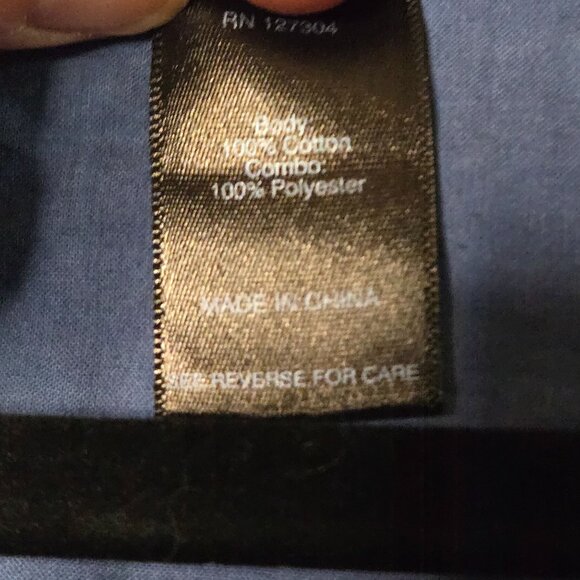 RN 127304
Body:
100% Cotton
Combo:
100% Polyester
MADE IN CHINA
SEE REVERSE FOR CARE